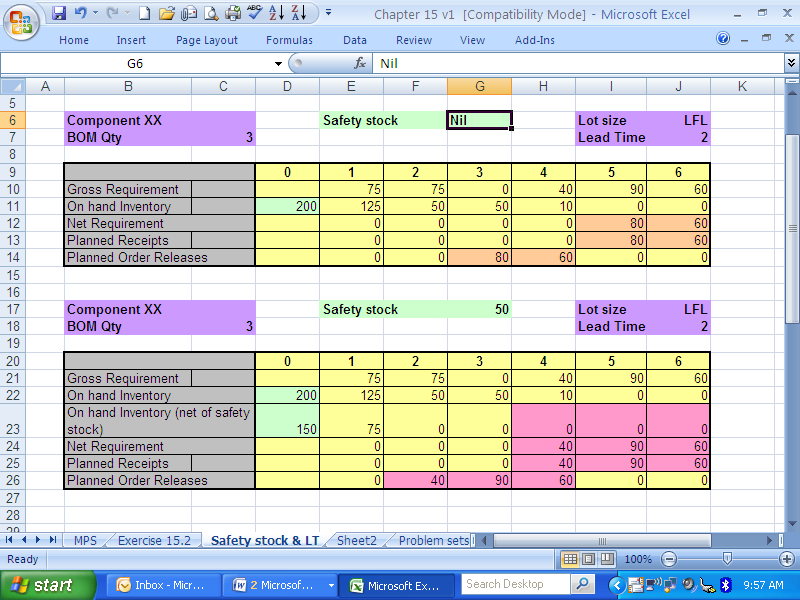 Chapter 15 v1 [Compatibility Mode] - Microsoft Excel
Home Insert Page Layout Formulas Data Review View Add-Ins
G6 fx Nil
A B C D E F G H I J K
5
6 Component XX Safety stock Nil Lot size LFL
7 BOM Qty 3 Lead Time 2
8
9 0 1 2 3 4 5 6
10 Gross Requirement 75 75 0 40 90 60
11 On hand Inventory 200 125 50 50 10 0 0
12 Net Requirement 0 0 0 0 80 60
13 Planned Receipts 0 0 0 0 80 60
14 Planned Order Releases 0 0 80 60 0 0
15
16
17 Component XX Safety stock 50 Lot size LFL
18 BOM Qty 3 Lead Time 2
19
20 0 1 2 3 4 5 6
21 Gross Requirement 75 75 0 40 90 60
22 On hand Inventory 200 125 50 50 10 0 0
On hand Inventory (net of safety
23 stock) 150 75 0 0 0 0 0
24 Net Requirement 0 0 0 40 90 60
25 Planned Receipts 0 0 0 40 90 60
26 Planned Order Releases 0 40 90 60 0 0
27
28
29
MPS Exercise 15.2 Safety stock & LT Sheet2 Problem sets
Ready 100%
start Inbox - Micr... 2 Microsof... Microsoft Ex... Search Desktop 9:57 AM